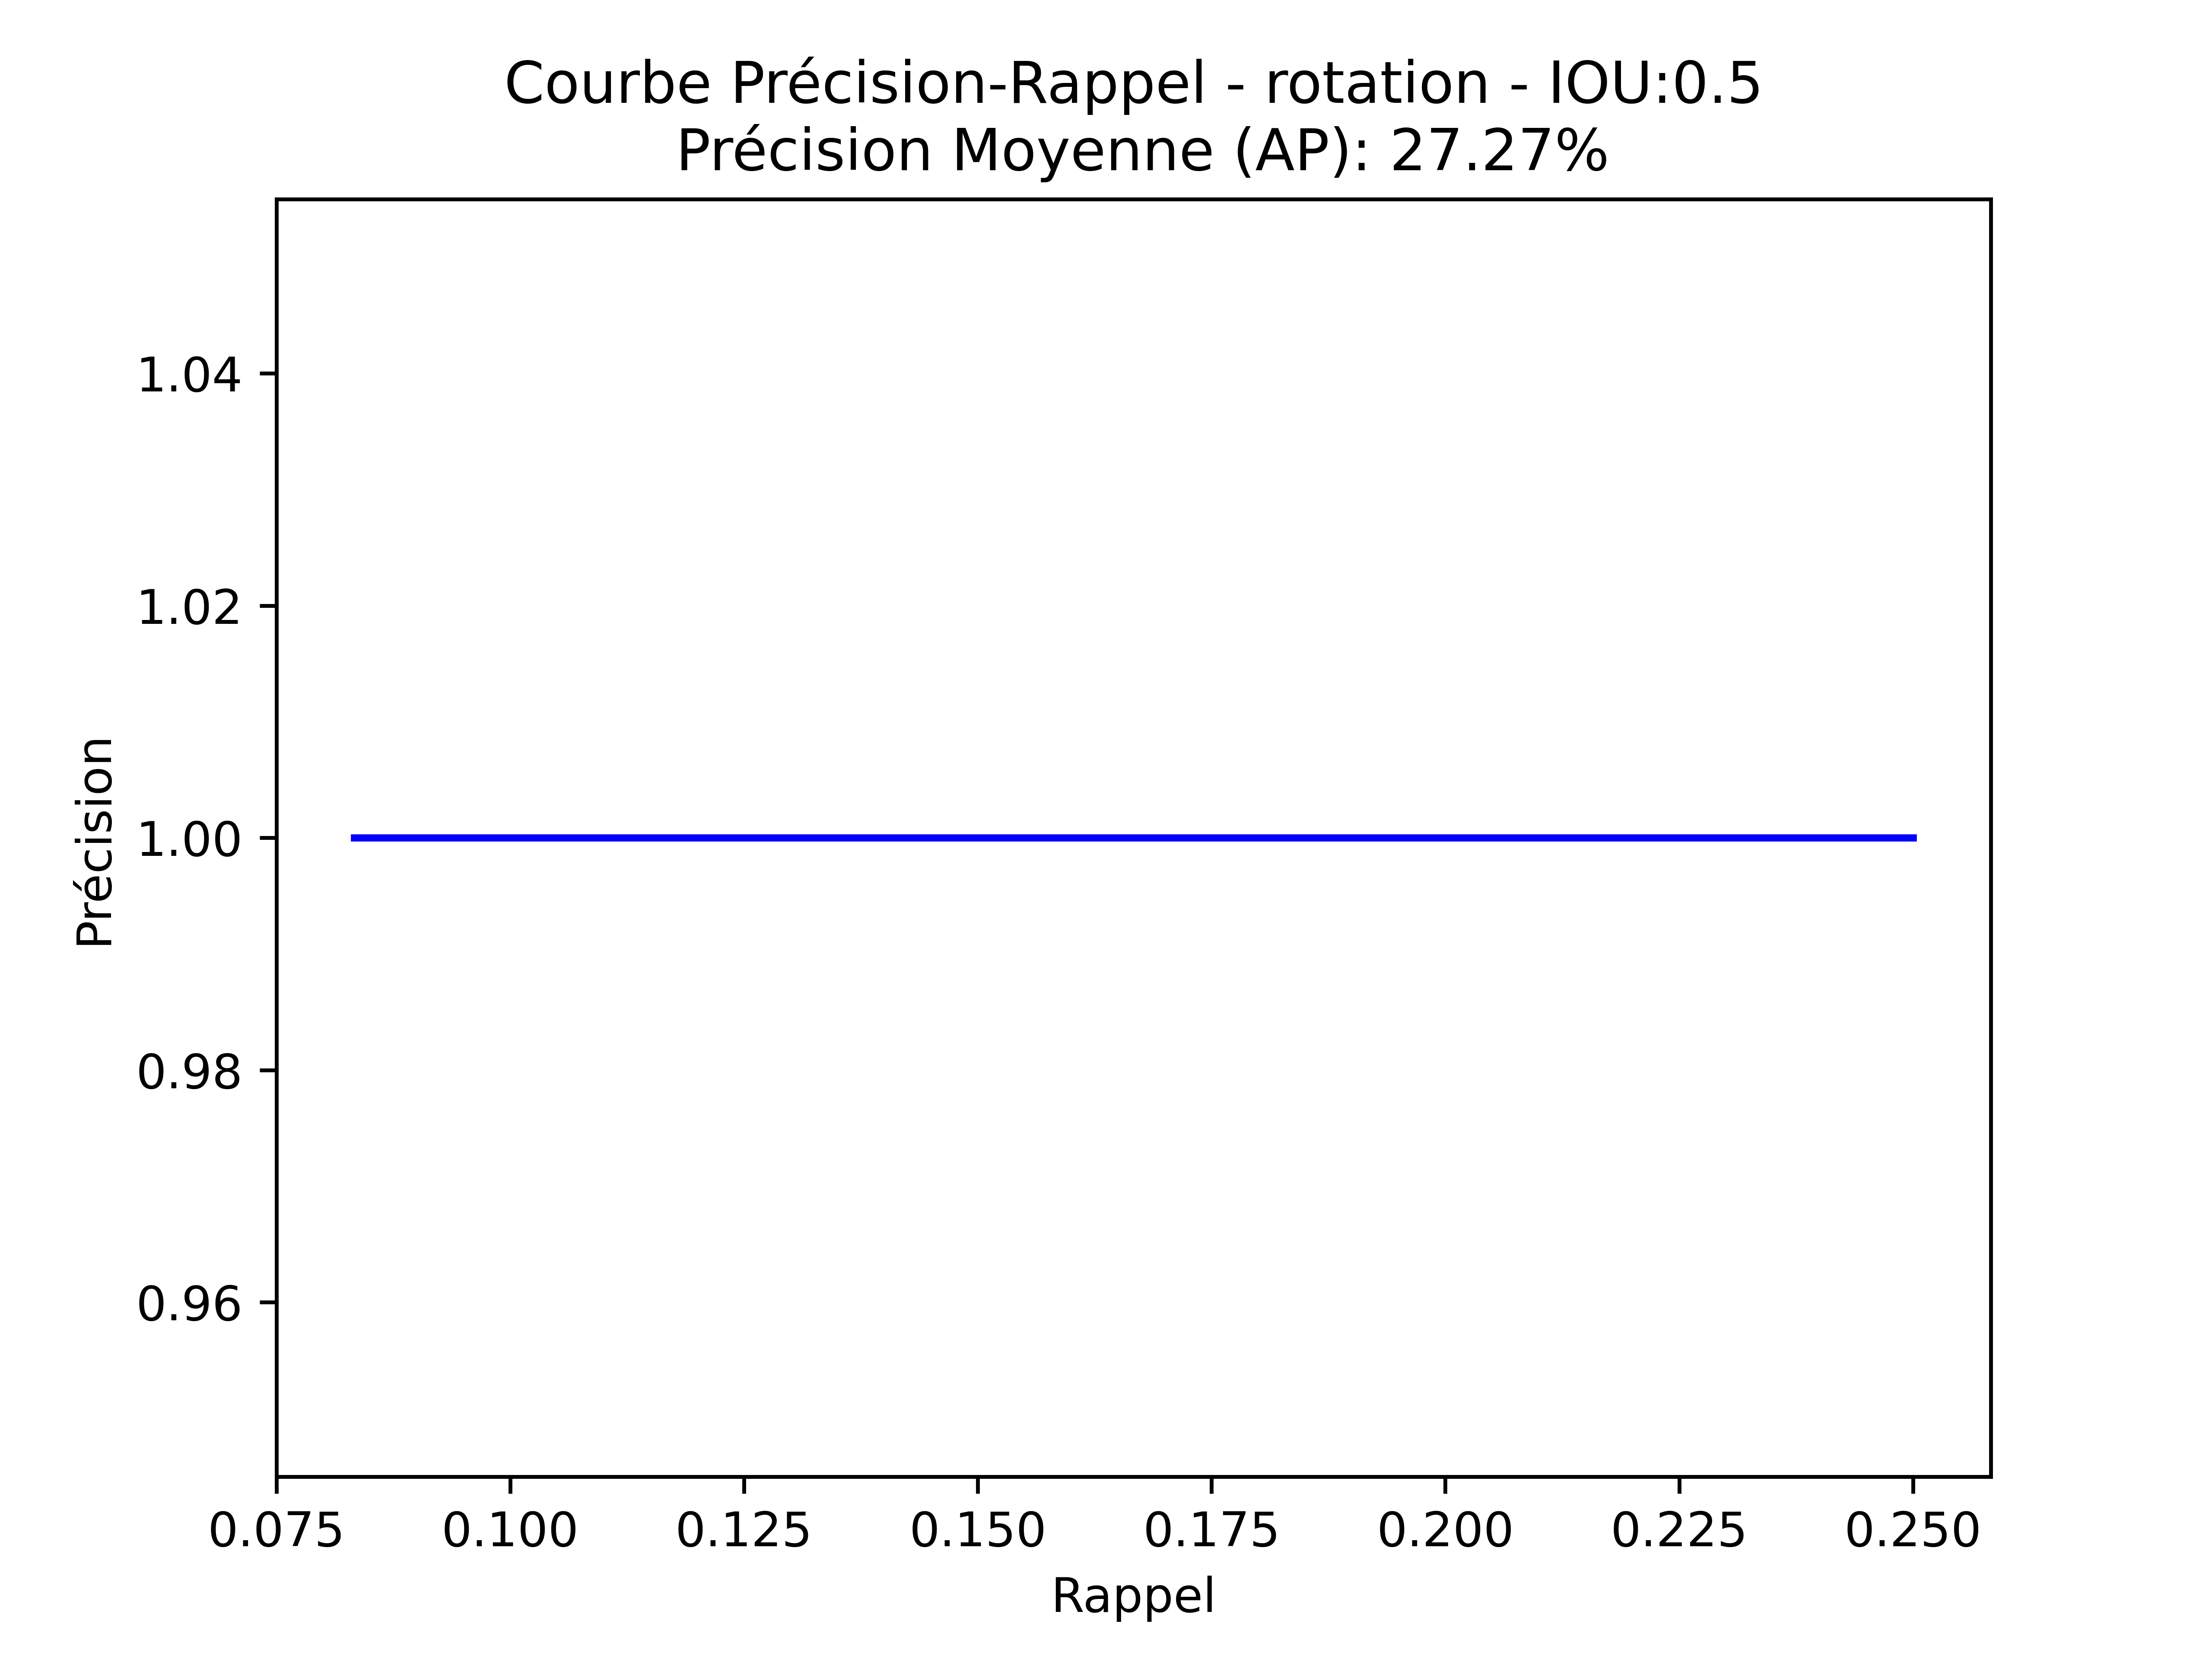 Courbe Précision-Rappel - rotation - IOU:0.5
Précision Moyenne (AP): 27.27%
1.04
1.02
1.00
0.98
0.96
Précision
0.075 0.100 0.125 0.150 0.175 0.200 0.225 0.250
Rappel